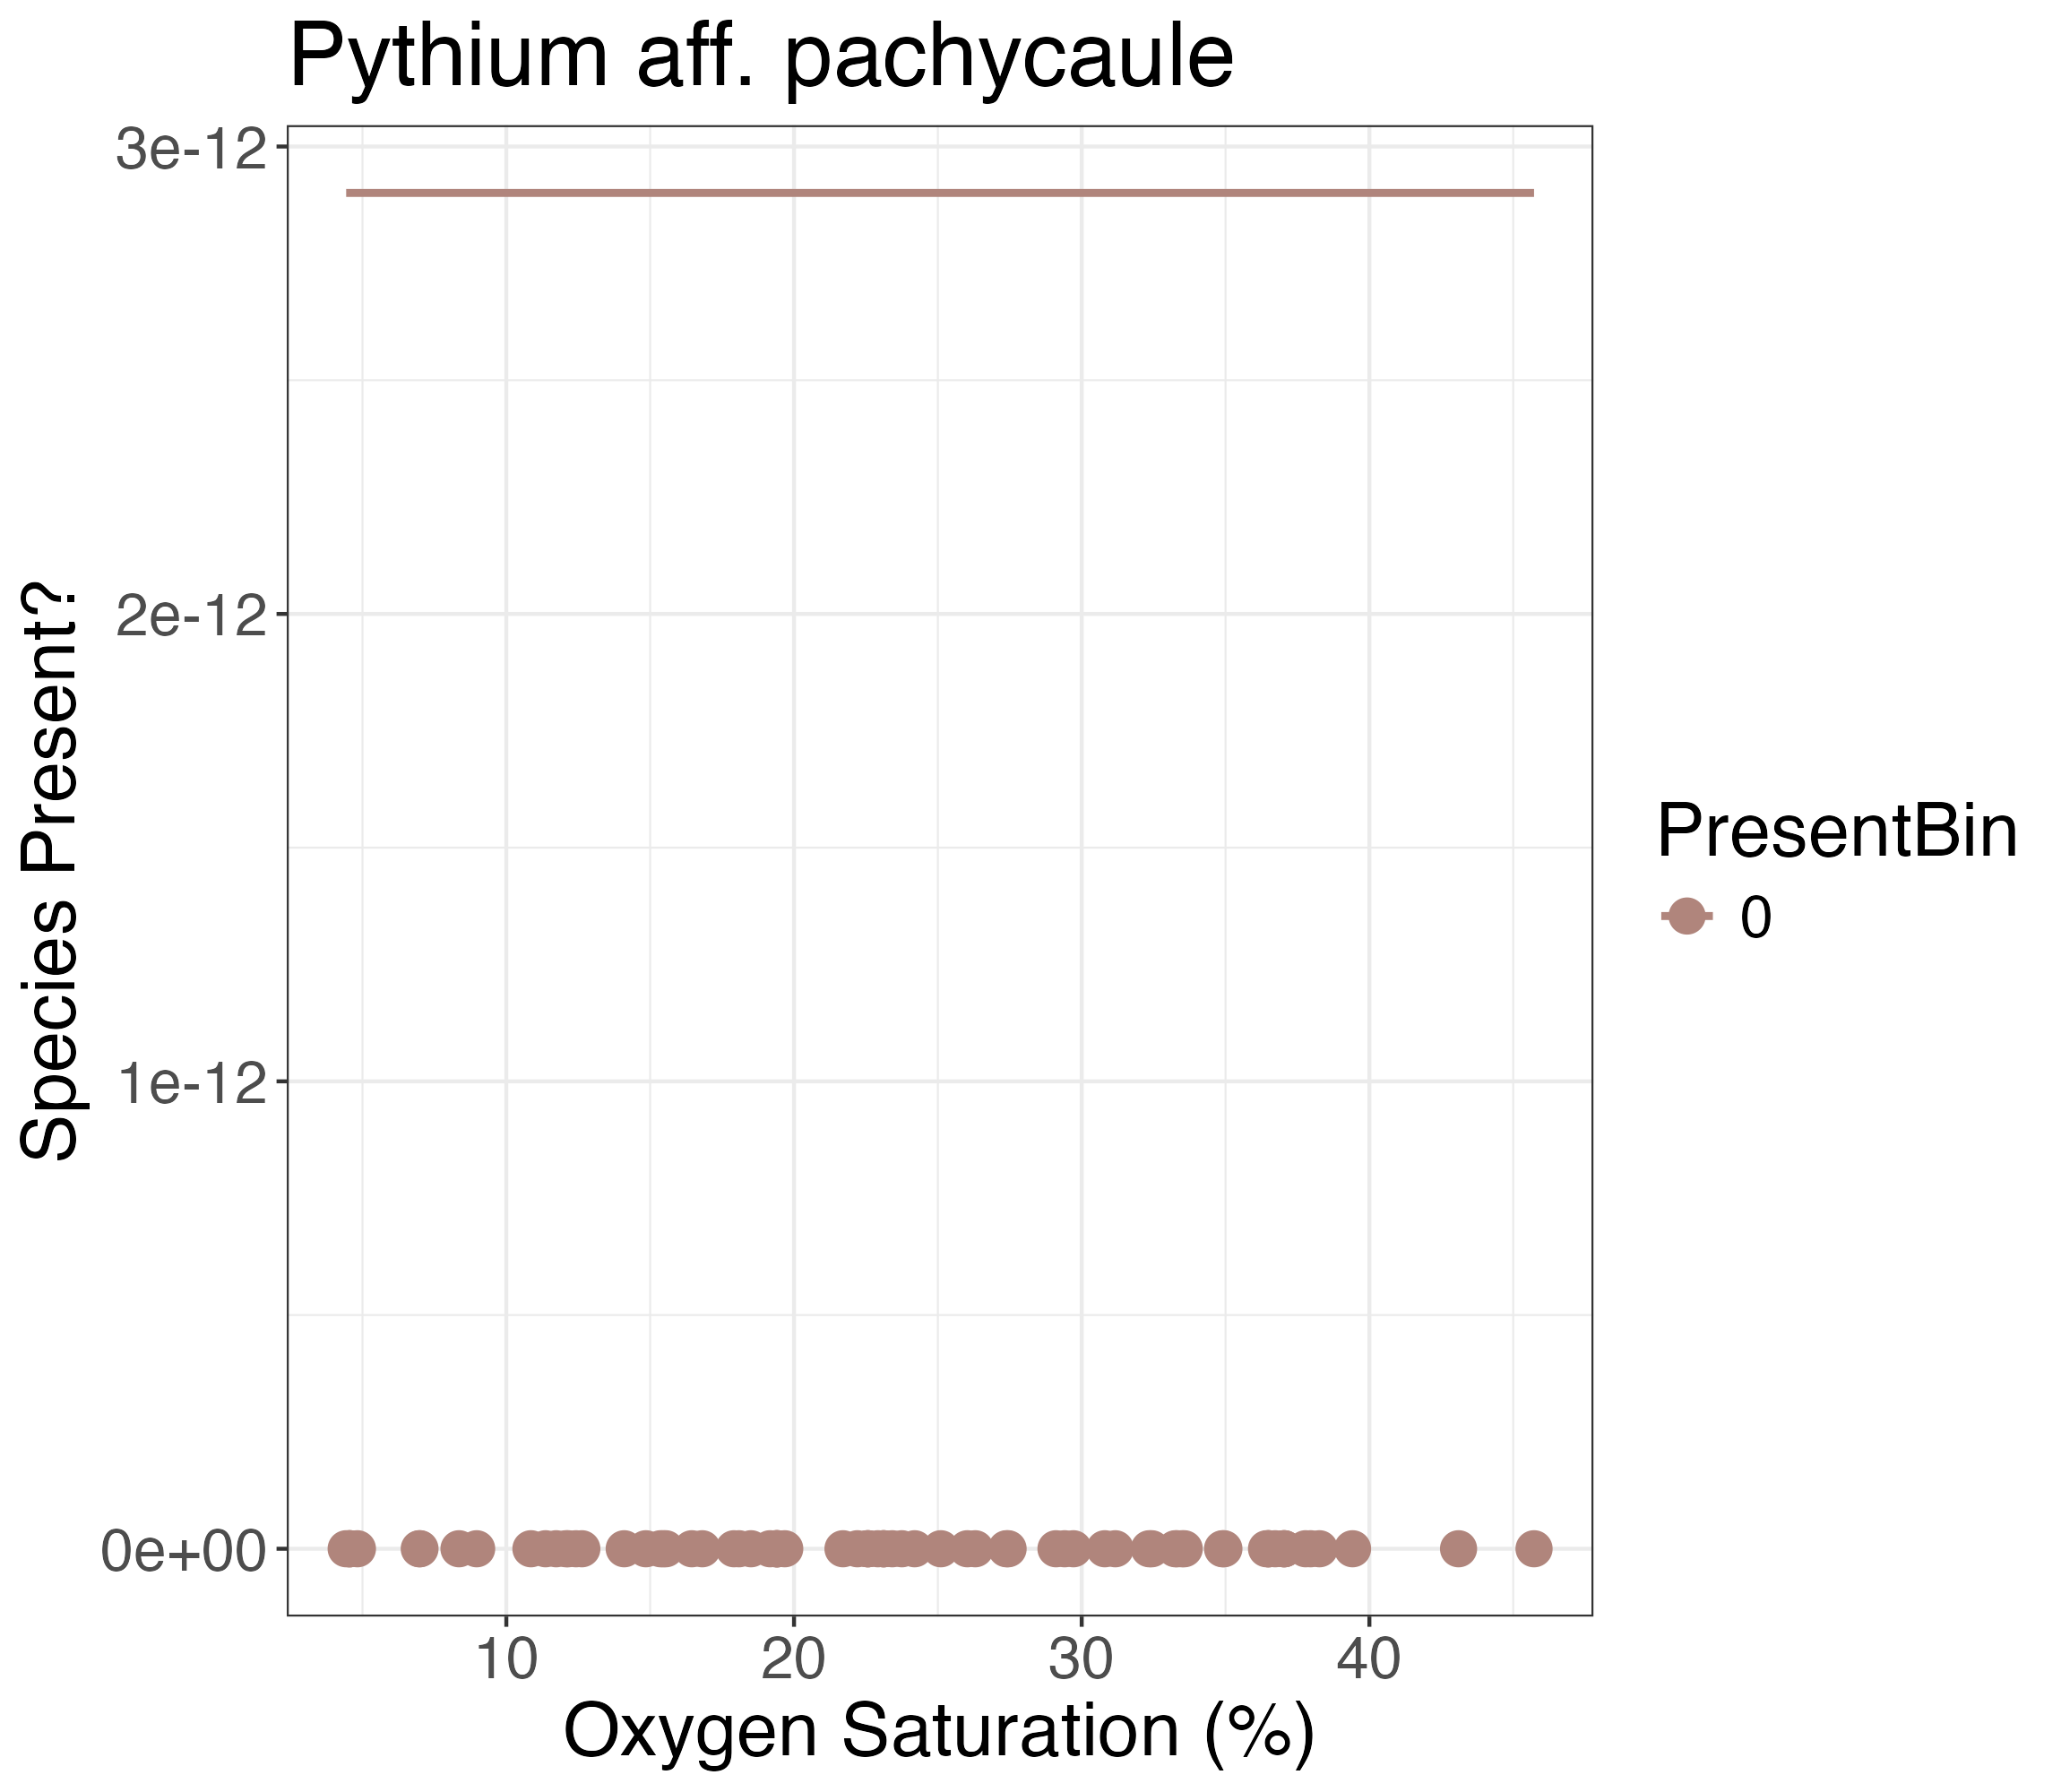 Pythium aff. pachycaule
3e-12
2e-12
1e-12
0e+00
Species Present?
10 20 30 40
Oxygen Saturation (%)
PresentBin
0